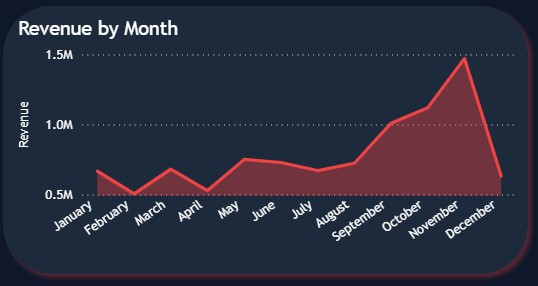 Revenue by Month
1.5M
1.0M
0.5M
Revenue
January
February
March
April
May
June
July
August
September
October
November
December